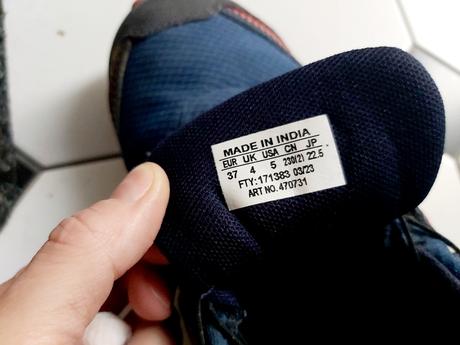 MADE IN INDIA
EUR UK USA CN JP
37 4 5 230(2) 22.5
FTY:171383 03/23
ART NO.470731